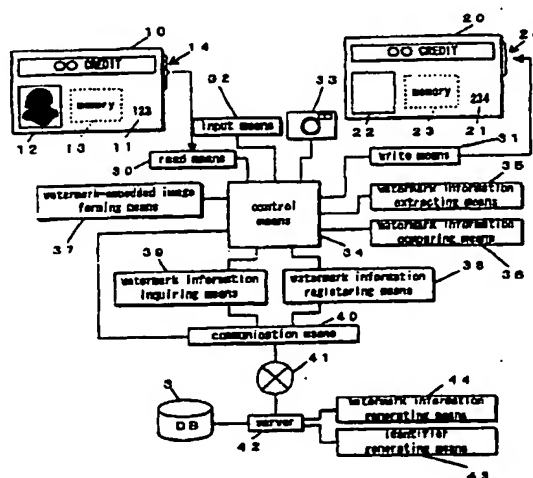 10
14
OO CREDIT
memory
123
12
13
11
32
33
input means
read means
30
20
OO CREDIT
memory
234
22
23
21
write means
31
35
watermark information
extracting means
watermark information
comparing means
36
watermark-embedded image
forming means
37
control
means
34
39
watermark information
inquiring means
watermark information
registering means
38
40
communication means
41
44
3
DB
server
42
watermark information
generating means
identifier
generating means
43